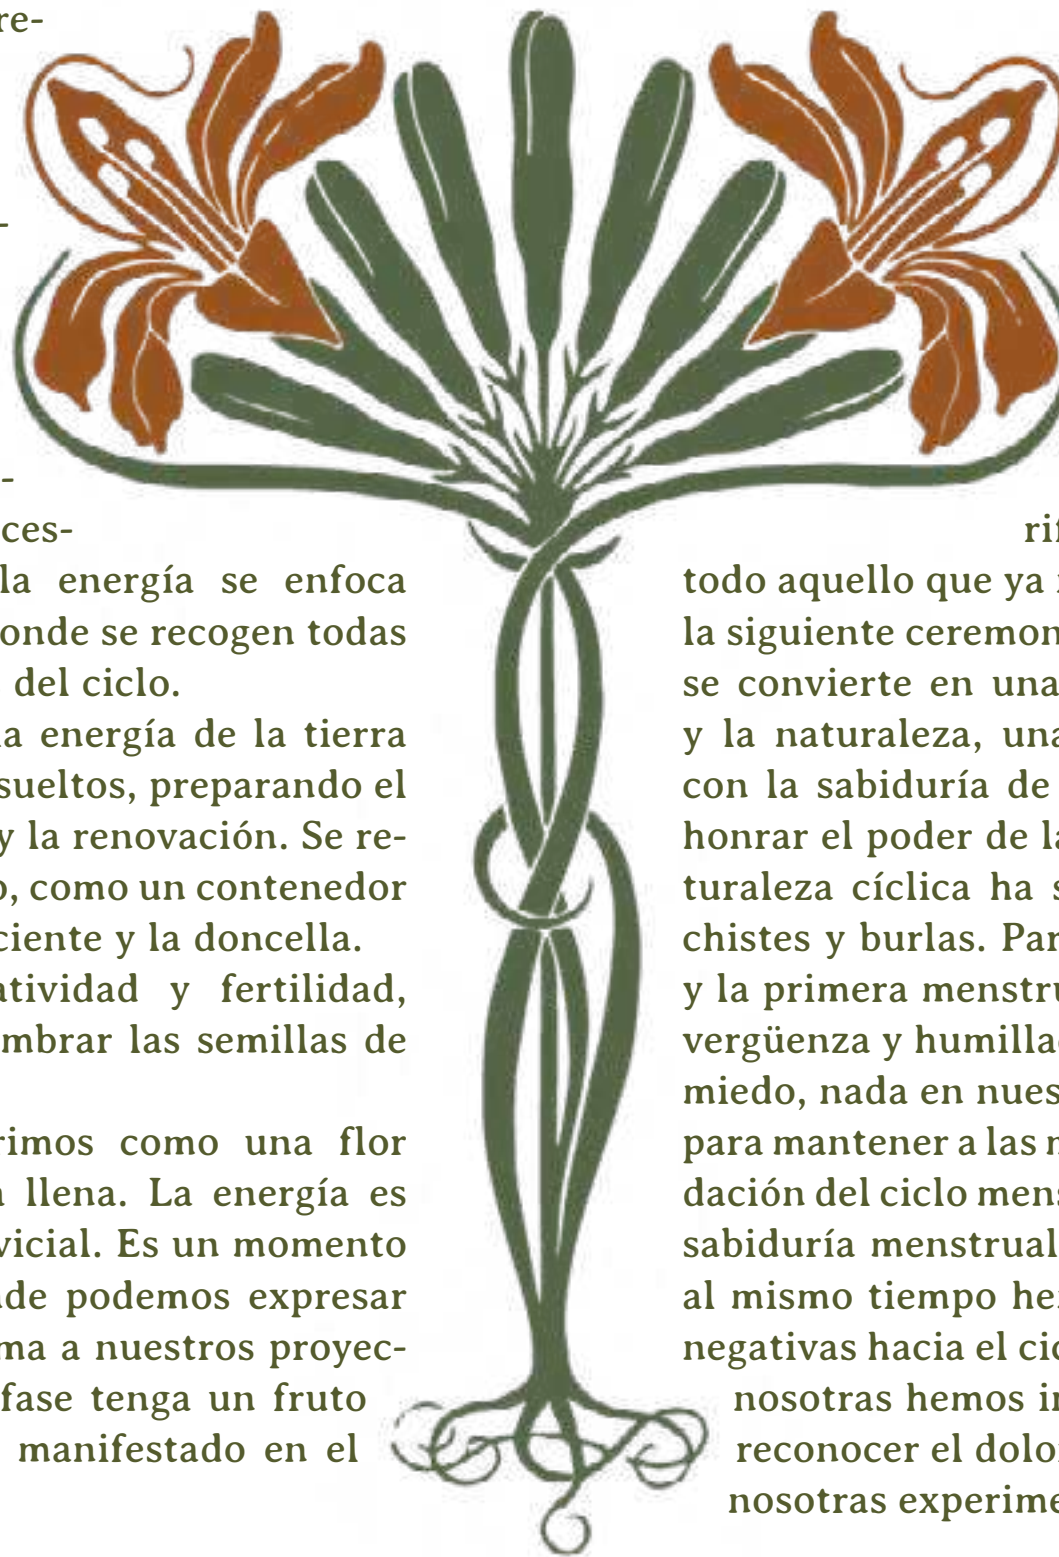 re-
-
-
ces-
la energía se enfoca
onde se recogen todas
del ciclo.
la energía de la tierra
sueltos, preparando el
y la renovación. Se re-
o, como un contenedor
ciente y la doncella.
atividad y fertilidad,
mbrar las semillas de
rimos como una flor
a llena. La energía es
vicial. Es un momento
de podemos expresar
ma a nuestros proyec-
fase tenga un fruto
manifestado en el
rif
todo aquello que ya
la siguiente ceremon
se convierte en una
y la naturaleza, una
con la sabiduría de
honrar el poder de la
turaleza cíclica ha s
chistes y burlas. Par
y la primera menstru
vergüenza y humilla
miedo, nada en nues
para mantener a las
dación del ciclo mens
sabiduría menstrual
al mismo tiempo he
negativas hacia el cic
nosotras hemos in
reconocer el dolo
nosotras experime